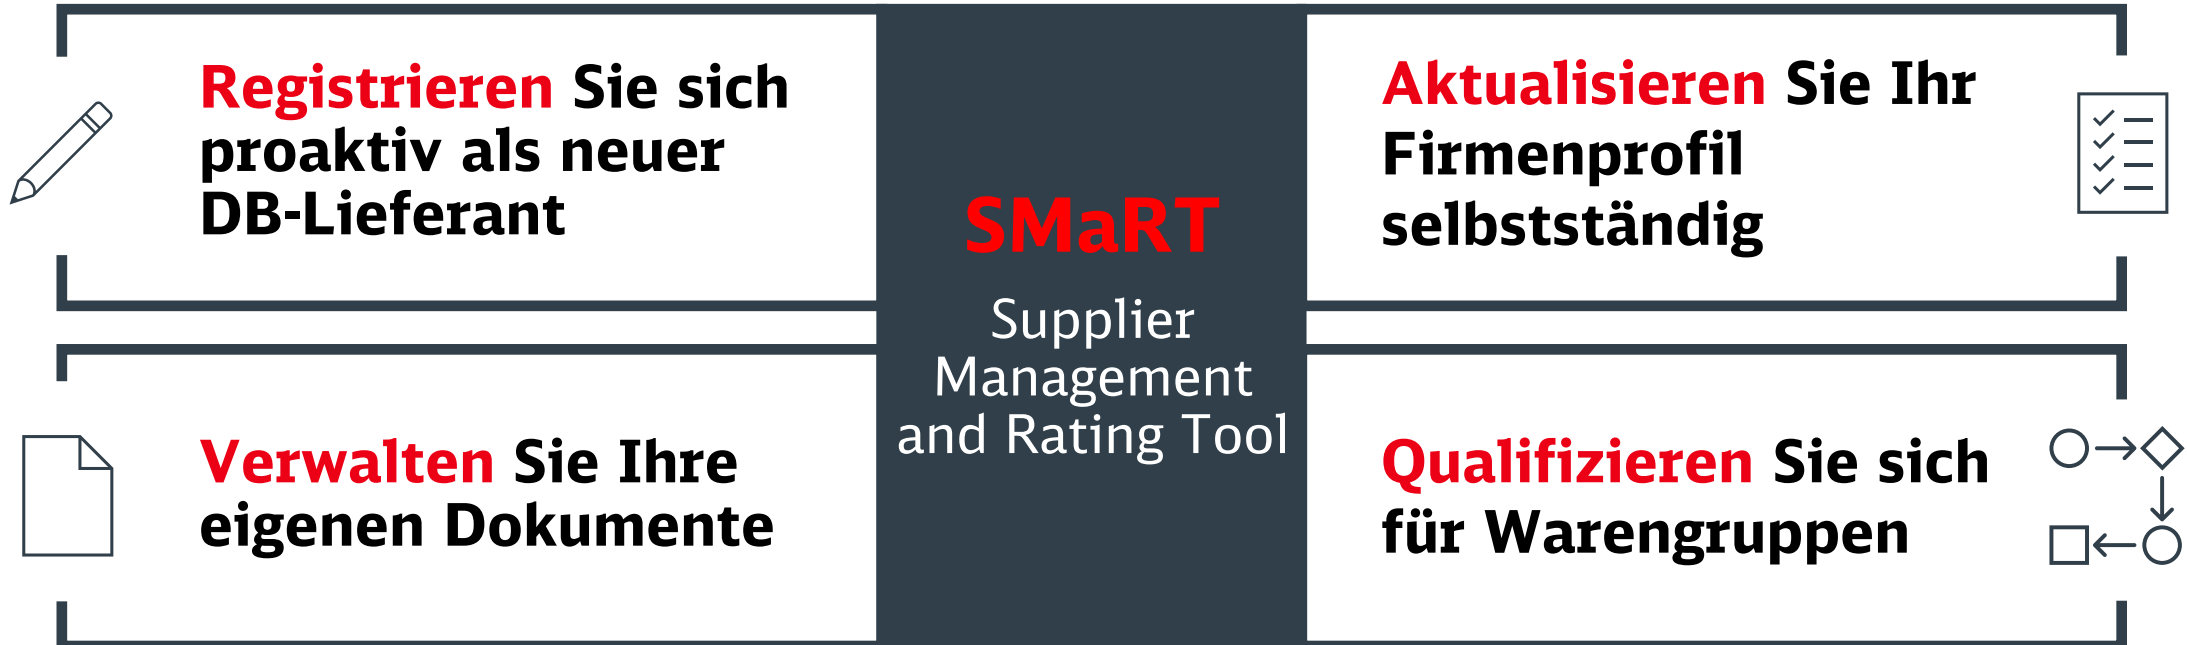 Registrieren Sie sich
proaktiv als neuer
DB-Lieferant
SMaRT
Supplier
Management
and Rating Tool
Aktualisieren Sie Ihr
Firmenprofil
selbstständig
Verwalten Sie Ihre
eigenen Dokumente
Qualifizieren Sie sich
für Warengruppen